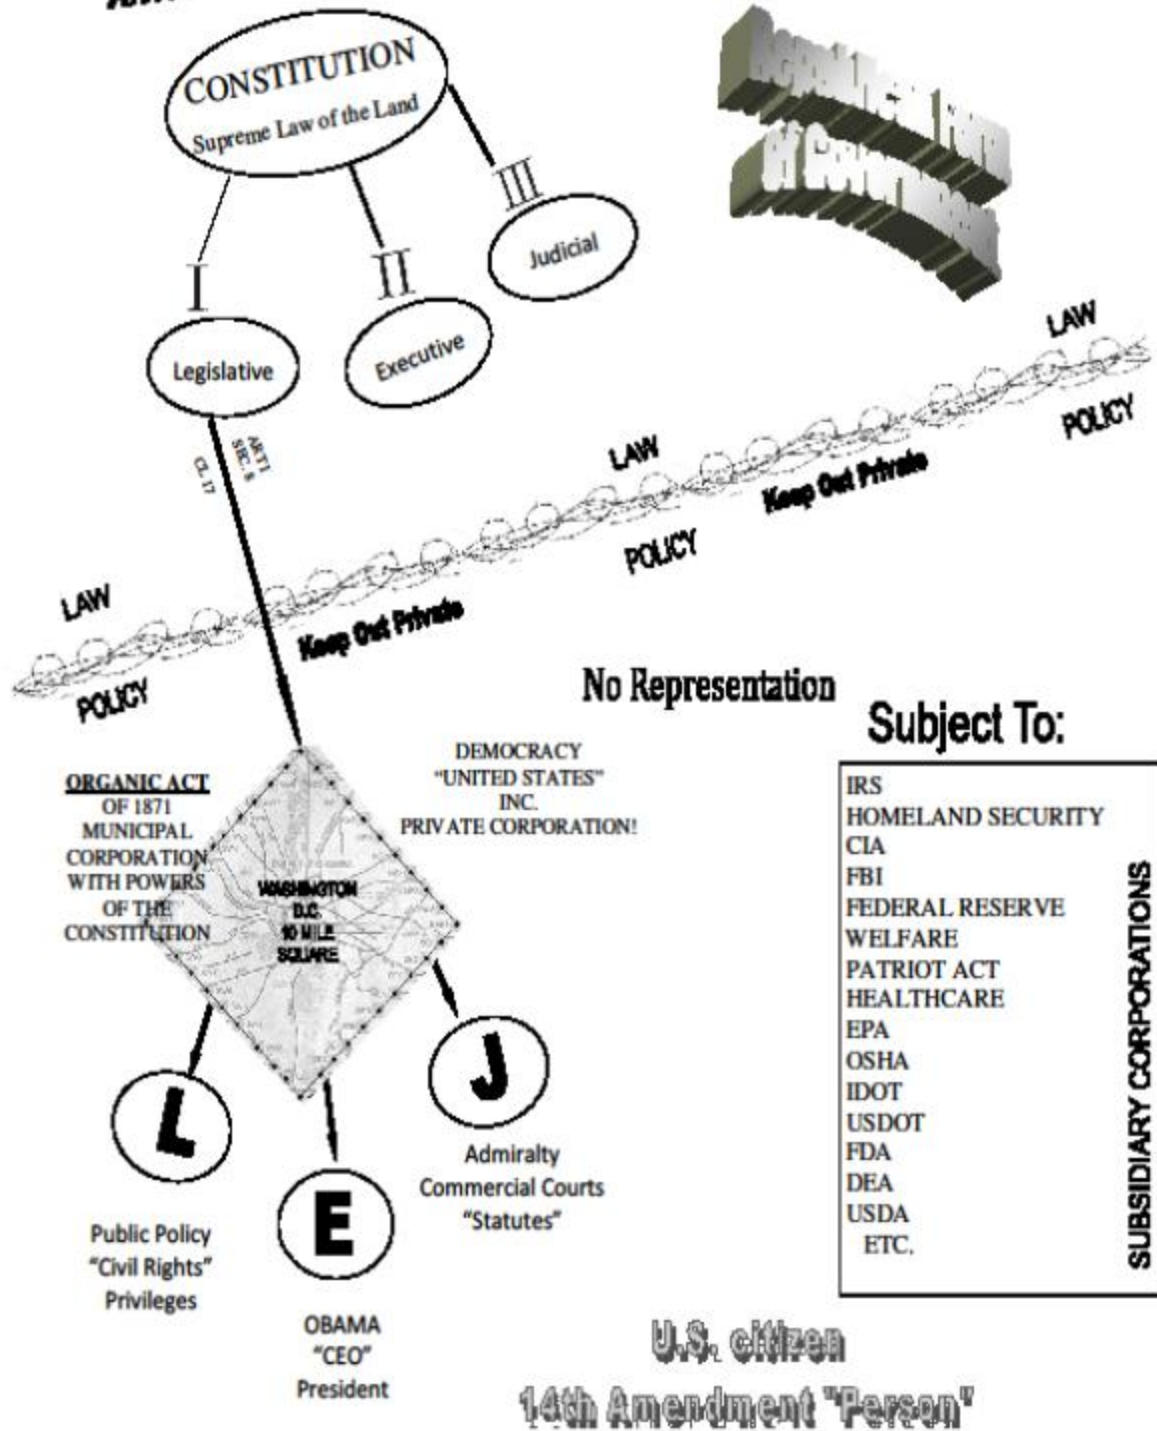 CONSTITUTION
Supreme Law of the Land
I
II
III
Legislative
Executive
Judicial
ART 1
SEC. 8
CL 17
LAW
LAW
LAW
POLICY
POLICY
POLICY
Keep Out Private
Keep Out Private
No Representation
Subject To:
ORGANIC ACT
OF 1871
MUNICIPAL
CORPORATION
WITH POWERS
OF THE
CONSTITUTION
DEMOCRACY
“UNITED STATES”
INC.
PRIVATE CORPORATION!
WASHINGTON
D.C.
10 MILE
SQUARE
IRS
HOMELAND SECURITY
CIA
FBI
FEDERAL RESERVE
WELFARE
PATRIOT ACT
HEALTHCARE
EPA
OSHA
IDOT
USDOT
FDA
DEA
USDA
ETC.
SUBSIDIARY CORPORATIONS
L
E
J
Public Policy
“Civil Rights”
Privileges
OBAMA
“CEO”
President
Admiralty
Commercial Courts
“Statutes”
U.S. citizen
14th Amendment "Person"